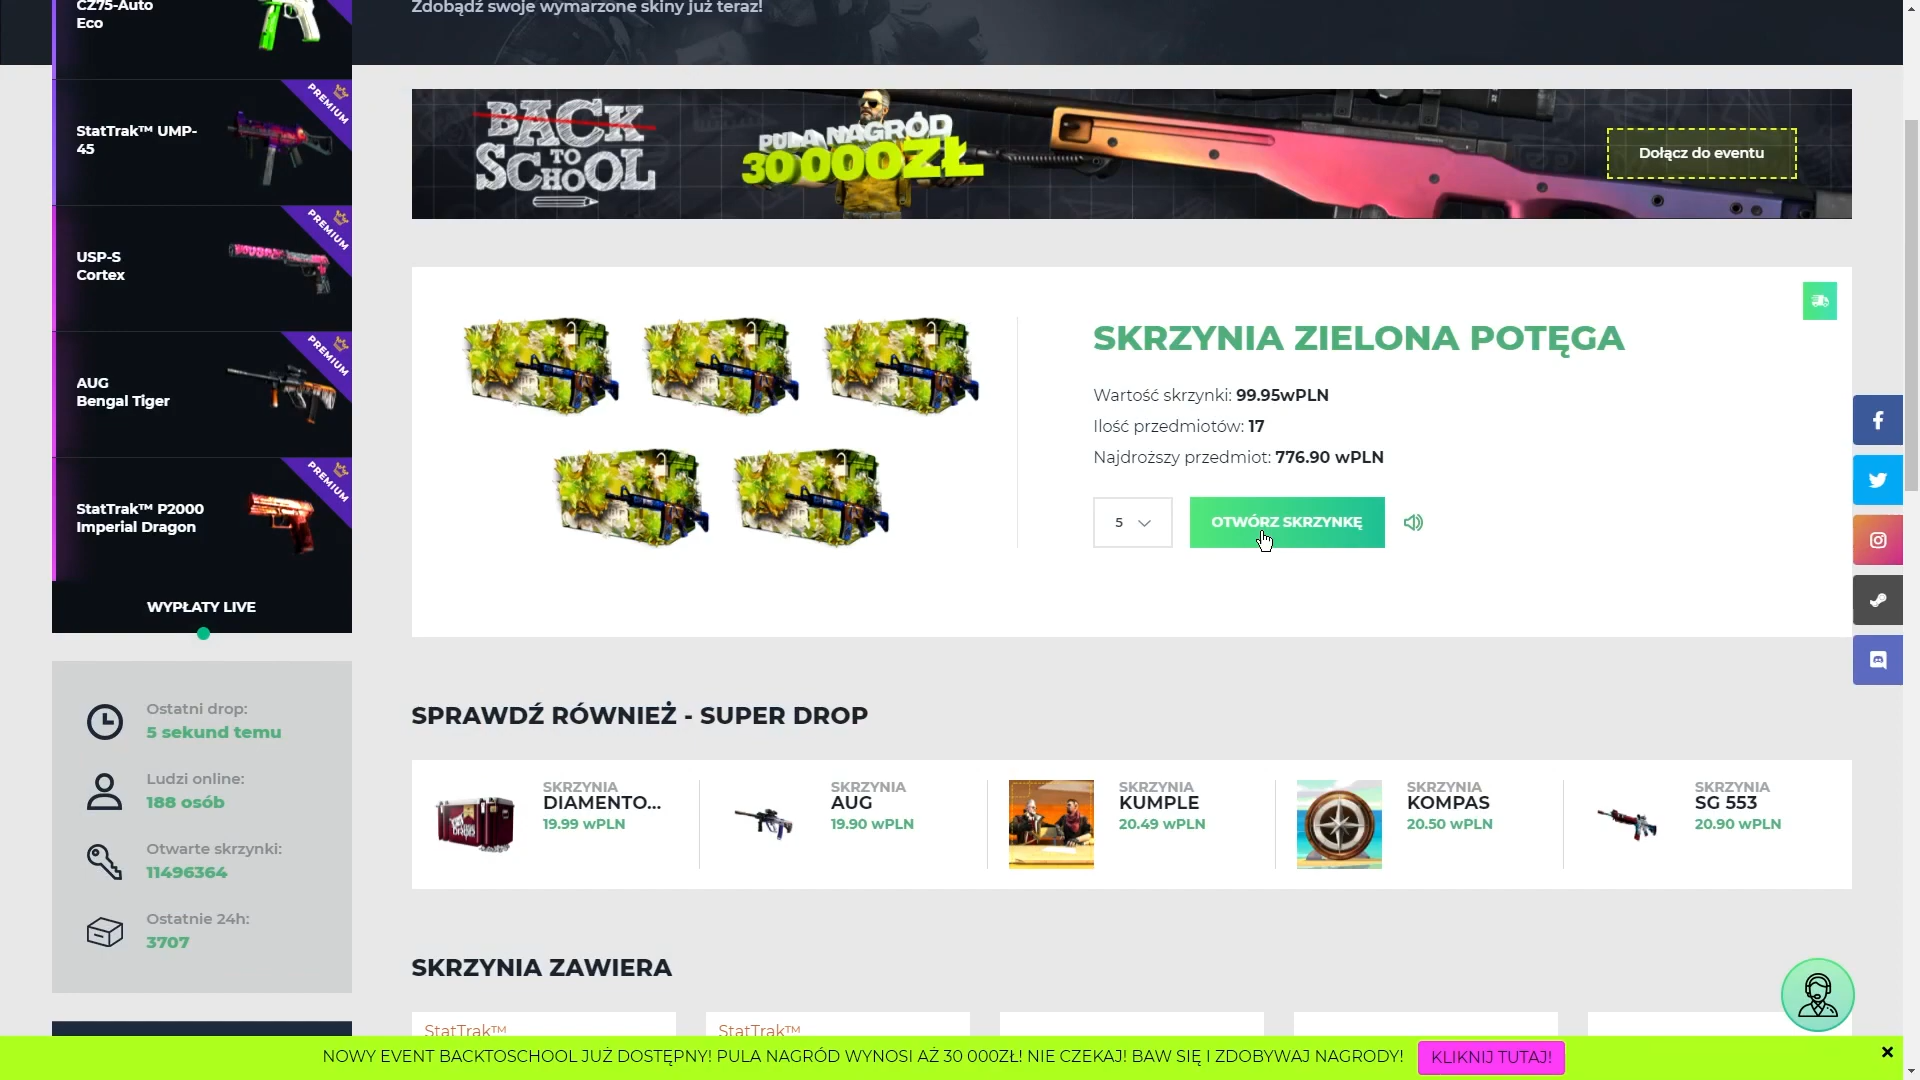 Zdobądź swoje wymarzone skiny już teraz!
CZ75-Auto
Eco
PREMIUM
StatTrak™ UMP-
45
PREMIUM
USP-S
Cortex
PREMIUM
AUG
Bengal Tiger
PREMIUM
StatTrak™ P2000
Imperial Dragon
WYPŁATY LIVE
BACK
TO
SCHOOL
PULA NAGRÓD
30 000ZŁ
Dołącz do eventu
SKRZYNIA ZIELONA POTĘGA
Wartość skrzynki: 99.95wPLN
Ilość przedmiotów: 17
Najdroższy przedmiot: 776.90 wPLN
5
OTWÓRZ SKRZYNKĘ
Ostatni drop:
5 sekund temu
Ludzi online:
188 osób
Otwarte skrzynki:
11496364
Ostatnie 24h:
3707
SPRAWDŹ RÓWNIEŻ - SUPER DROP
SKRZYNIA
DIAMENTO...
19.99 wPLN
SKRZYNIA
AUG
19.90 wPLN
SKRZYNIA
KUMPLE
20.49 wPLN
SKRZYNIA
KOMPAS
20.50 wPLN
SKRZYNIA
SG 553
20.90 wPLN
SKRZYNIA ZAWIERA
StatTrak™
StatTrak™
NOWY EVENT BACKTOSCHOOL JUŻ DOSTĘPNY! PULA NAGRÓD WYNOSI AŻ 30 000ZŁ! NIE CZEKAJ! BAW SIĘ I ZDOBYWAJ NAGRODY!
KLIKNIJ TUTAJ!